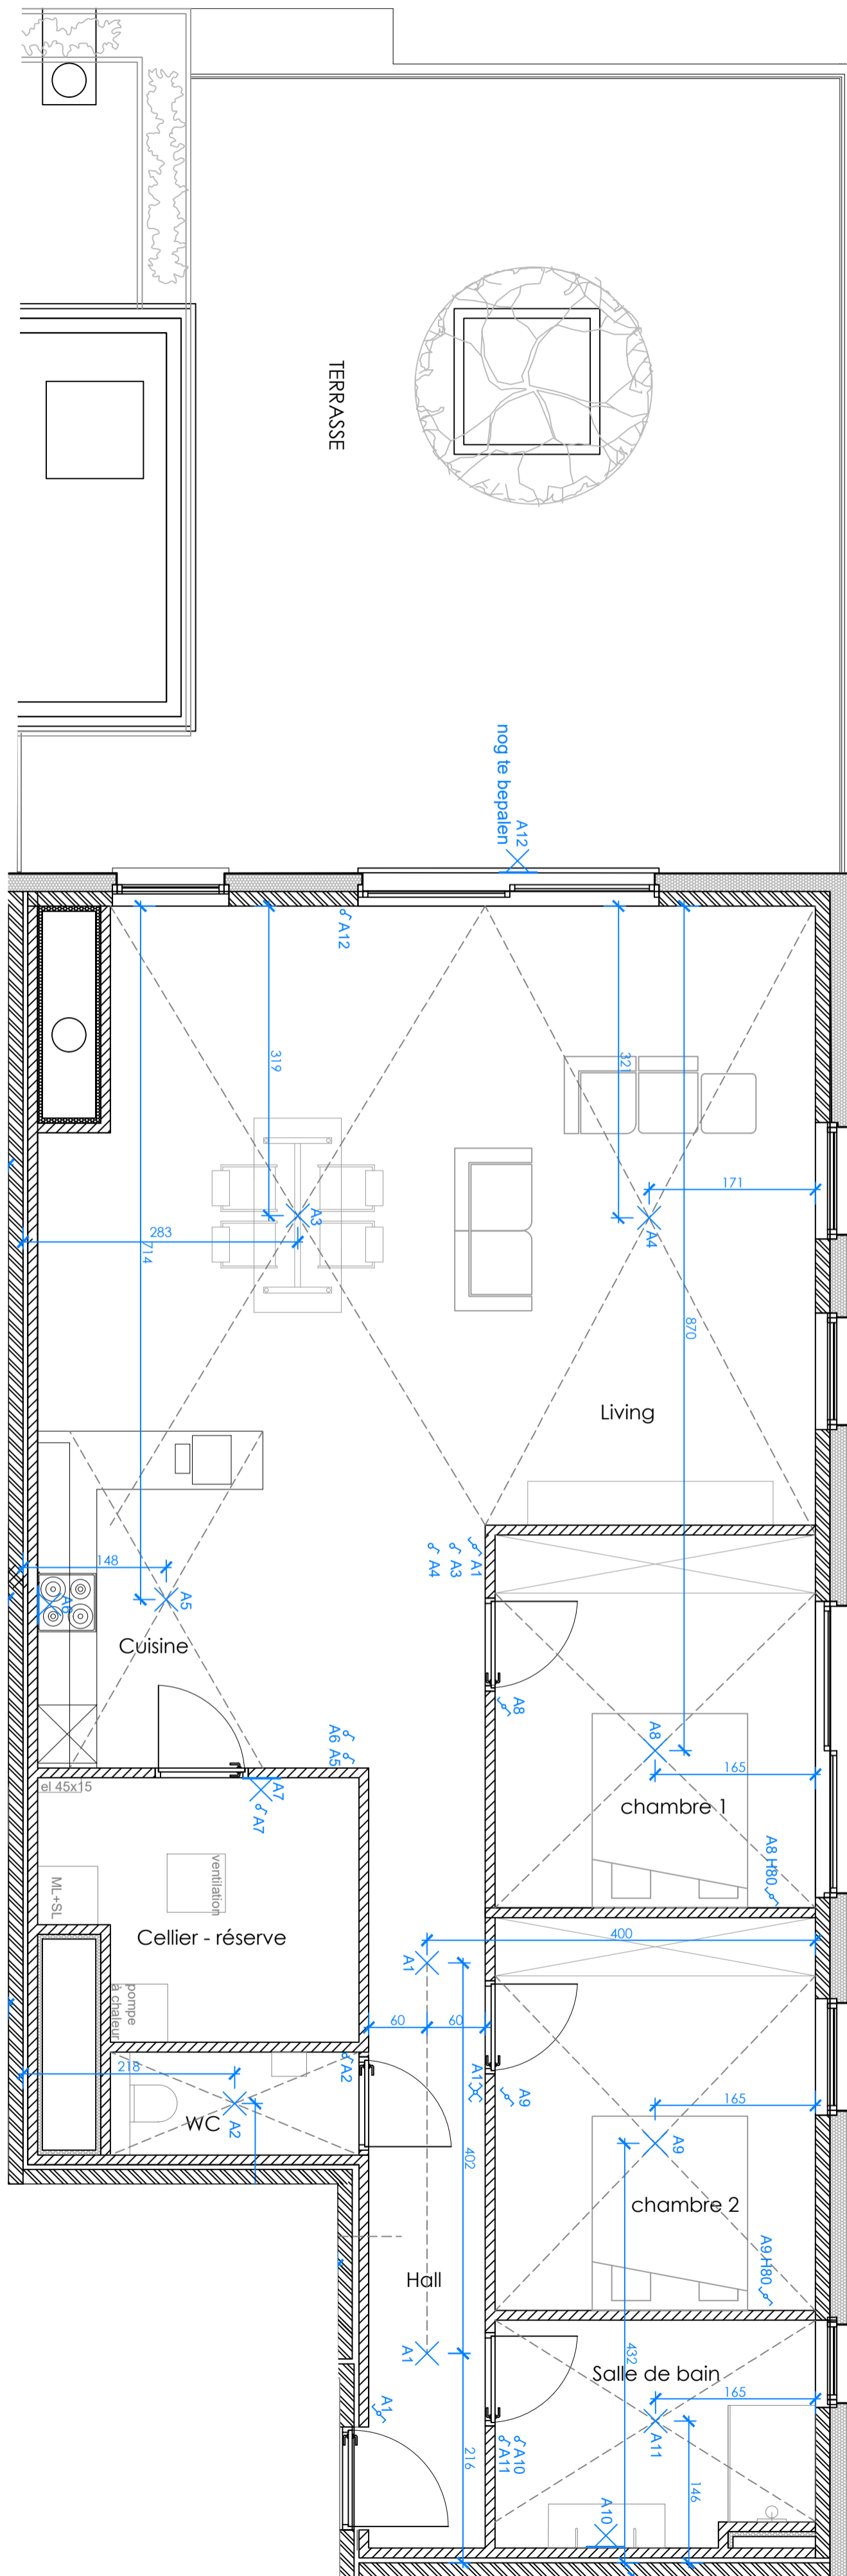 TERRASSE
nog te bepalen
A12
A12
319
321
171
A3
A4
283
714
870
Living
A1
A3
A4
148
A5
A6
Cuisine
A8
A8
165
A6 A5
el 45x15
A7
A7
chambre 1
A8 H80
ML+SL
ventilation
Cellier - réserve
400
A1
pompe
à chaleur
60
60
218
A2
A1
A9
165
WC
A2
A9
402
chambre 2
A9 H80
Hall
A1
432
Salle de bain
165
A1
A11
A10
A11
216
146
A10